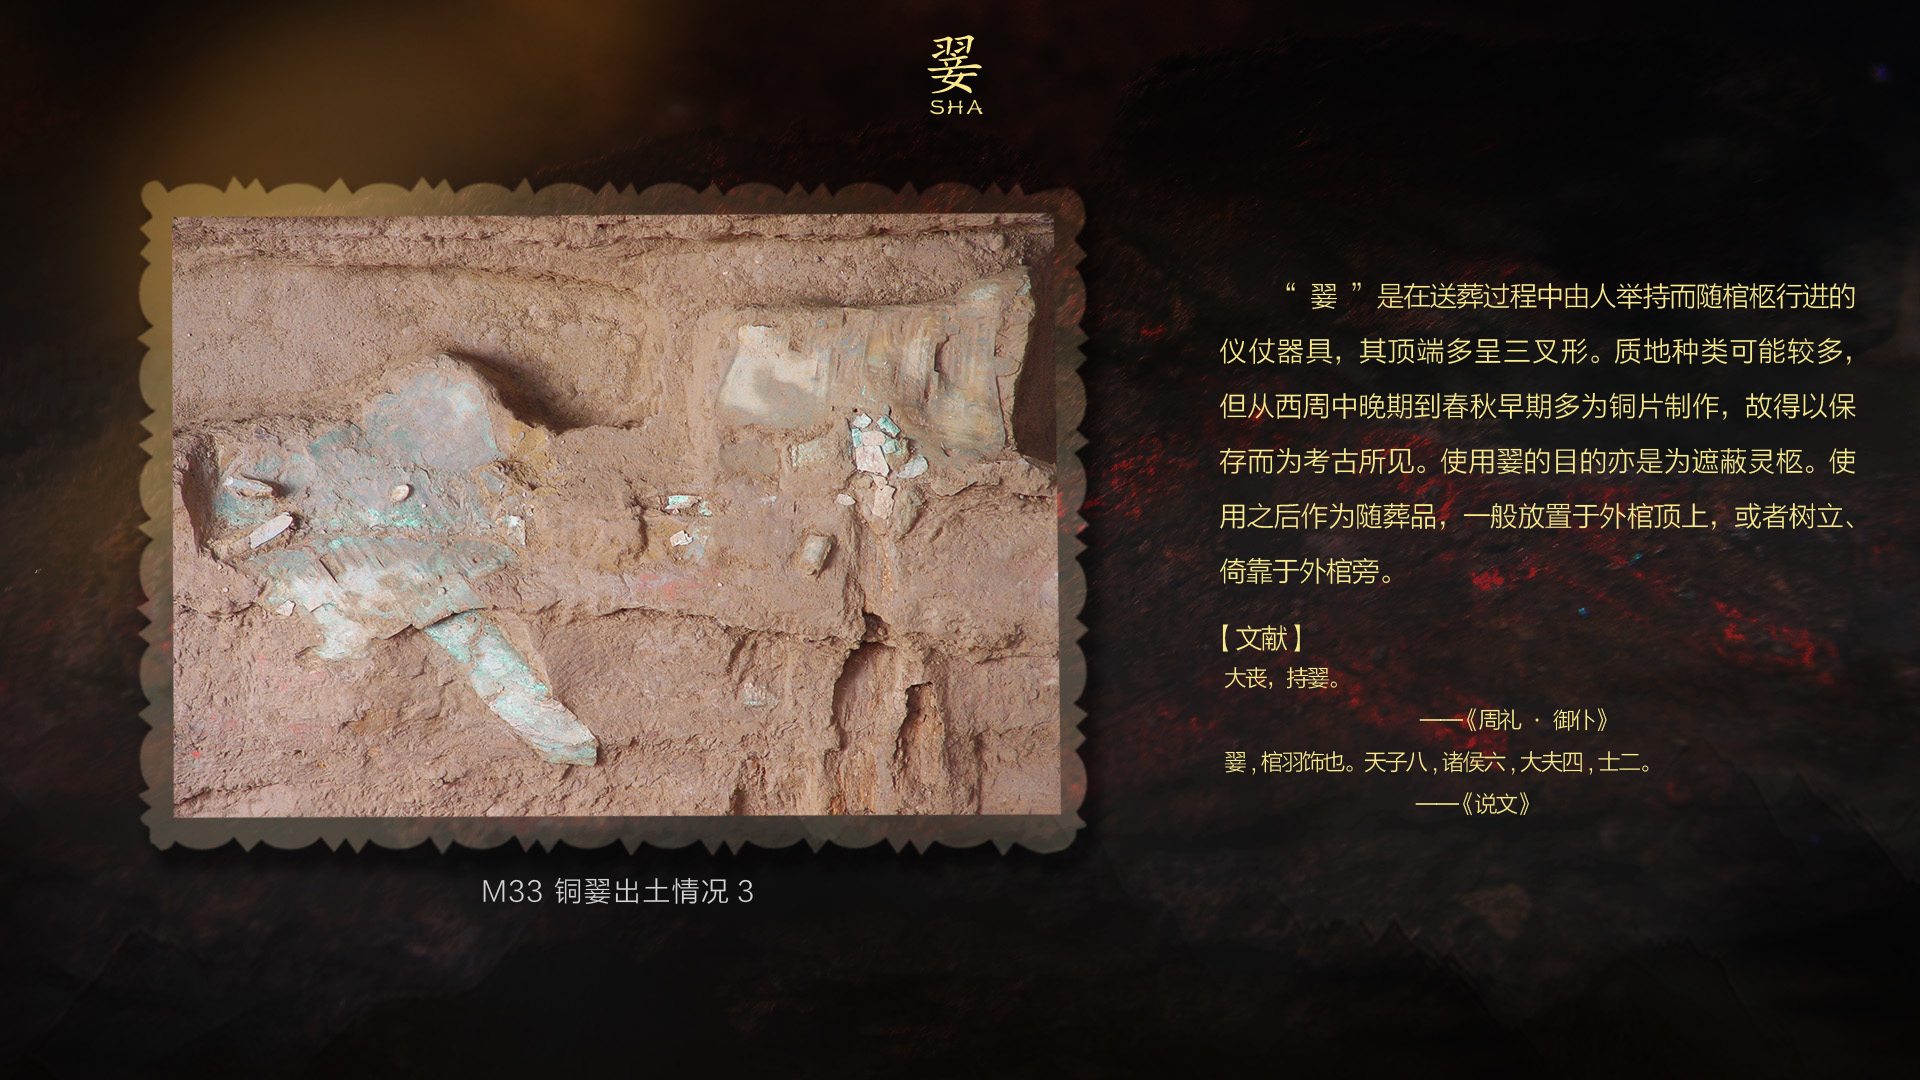 翣
SHA
“ 翣 ”是在送葬过程中由人举持而随棺柩行进的
仪仗器具，其顶端多呈三叉形。质地种类可能较多，
但从西周中晚期到春秋早期多为铜片制作，故得以保
存而为考古所见。使用翣的目的亦是为遮蔽灵柩。使
用之后作为随葬品，一般放置于外棺顶上，或者树立、
倚靠于外棺旁。
【文献】
大丧，持翣。
——《周礼 · 御仆》
翣，棺羽饰也。天子八，诸侯六，大夫四，士二。
——《说文》
M33 铜翣出土情况 3